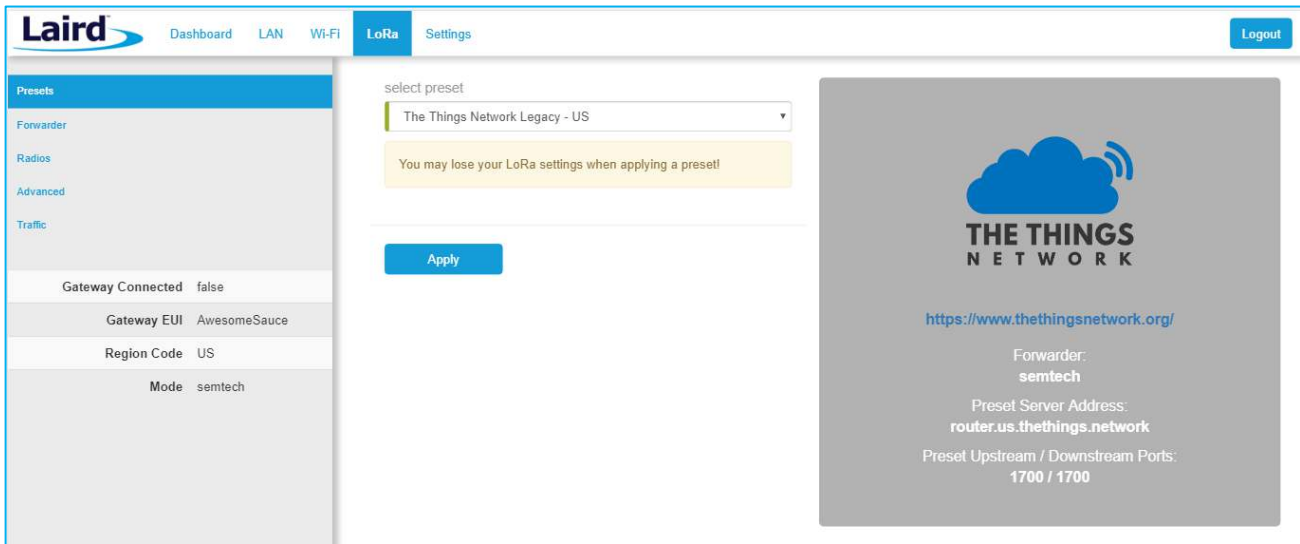 Laird
Dashboard LAN Wi-Fi LoRa Settings Logout
Presets
Forwarder
Radios
Advanced
Traffic
Gateway Connected false
Gateway EUI AwesomeSauce
Region Code US
Mode semtech
select preset
The Things Network Legacy - US
You may lose your LoRa settings when applying a preset!
Apply
THE THINGS
NETWORK
https://www.thethingsnetwork.org/
Forwarder:
semtech
Preset Server Address:
router.us.thethings.network
Preset Upstream / Downstream Ports:
1700 / 1700